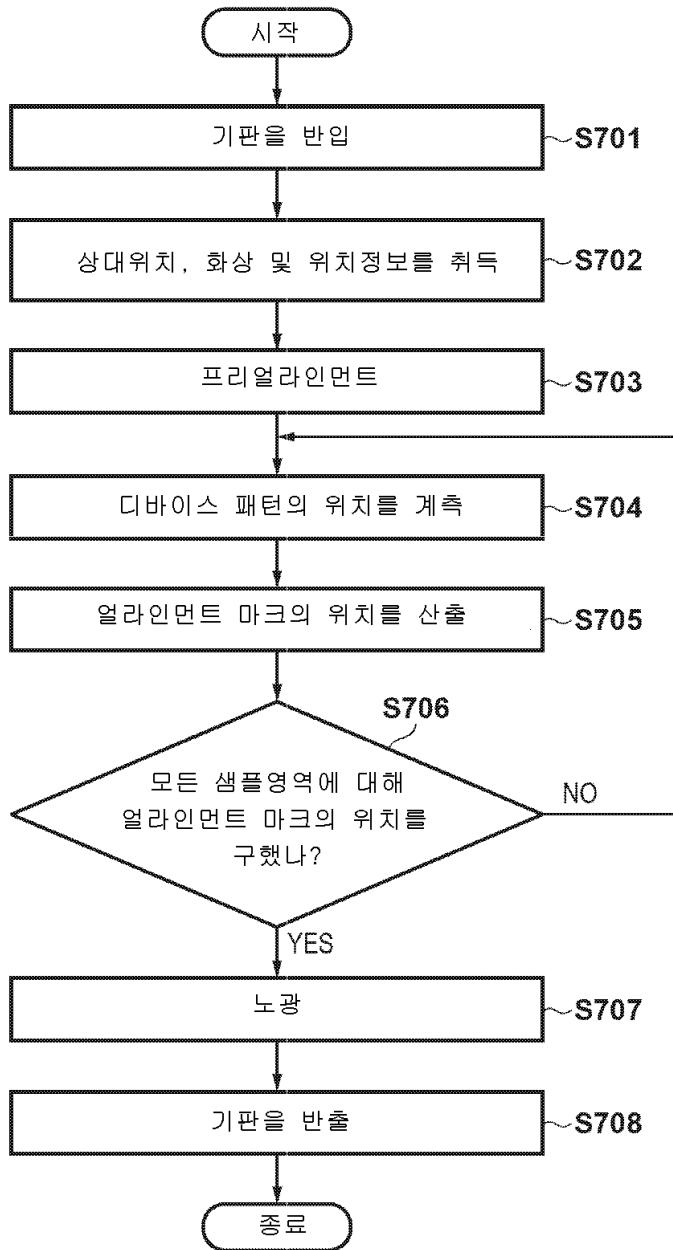 시작
기판을 반입
S701
상대위치, 화상 및 위치정보를 취득
S702
프리얼라인먼트
S703
디바이스 패턴의 위치를 계측
S704
얼라인먼트 마크의 위치를 산출
S705
S706
모든 샘플영역에 대해
얼라인먼트 마크의 위치를
구했나?
NO
YES
노광
S707
기판을 반출
S708
종료